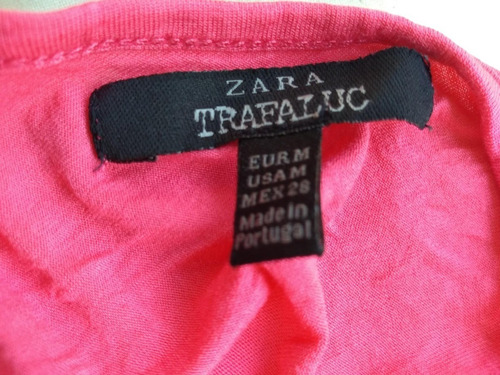 ZARA
TRAFALUC
EUR M
USA M
MEX 28
Made in
Portugal